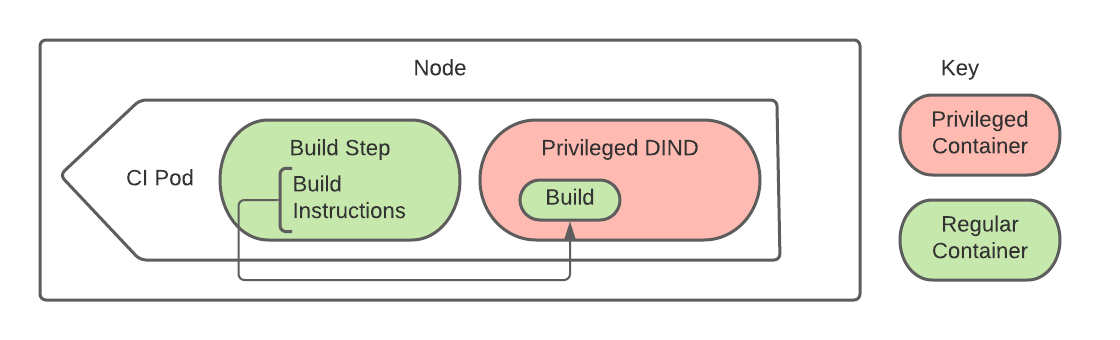 Node
Key
CI Pod
Build Step
Build
Instructions
Privileged DIND
Build
Privileged
Container
Regular
Container